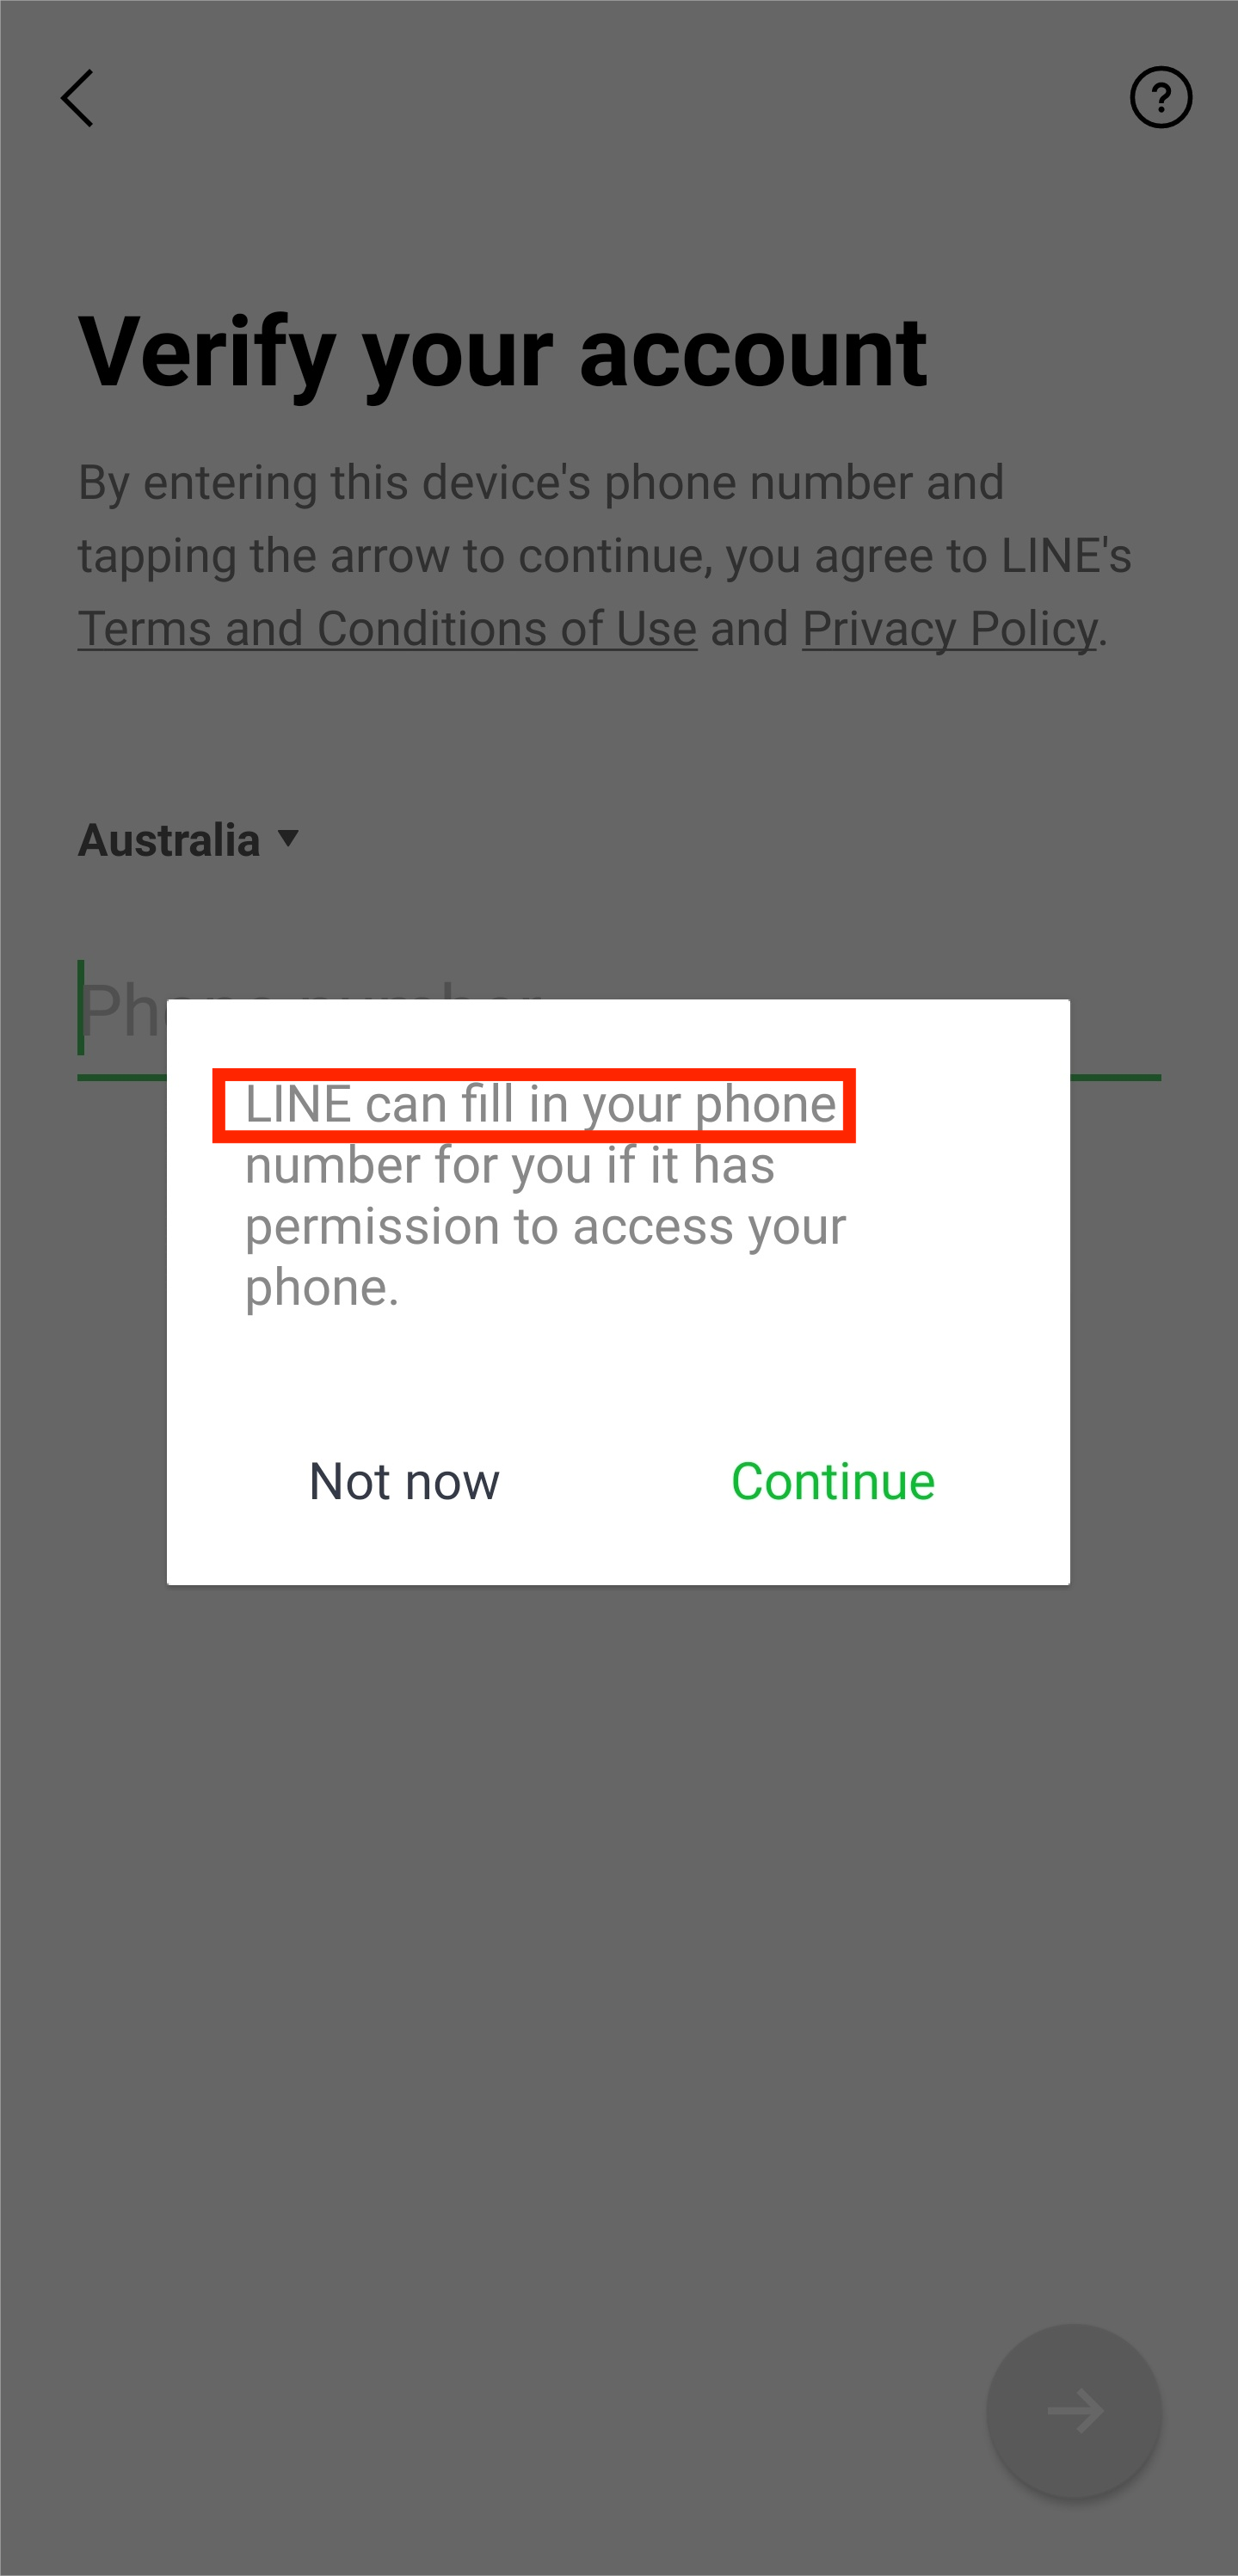 Verify your account
By entering this device's phone number and
tapping the arrow to continue, you agree to LINE's
Terms and Conditions of Use and Privacy Policy.
Australia
Phone number
LINE can fill in your phone
number for you if it has
permission to access your
phone.
Not now
Continue